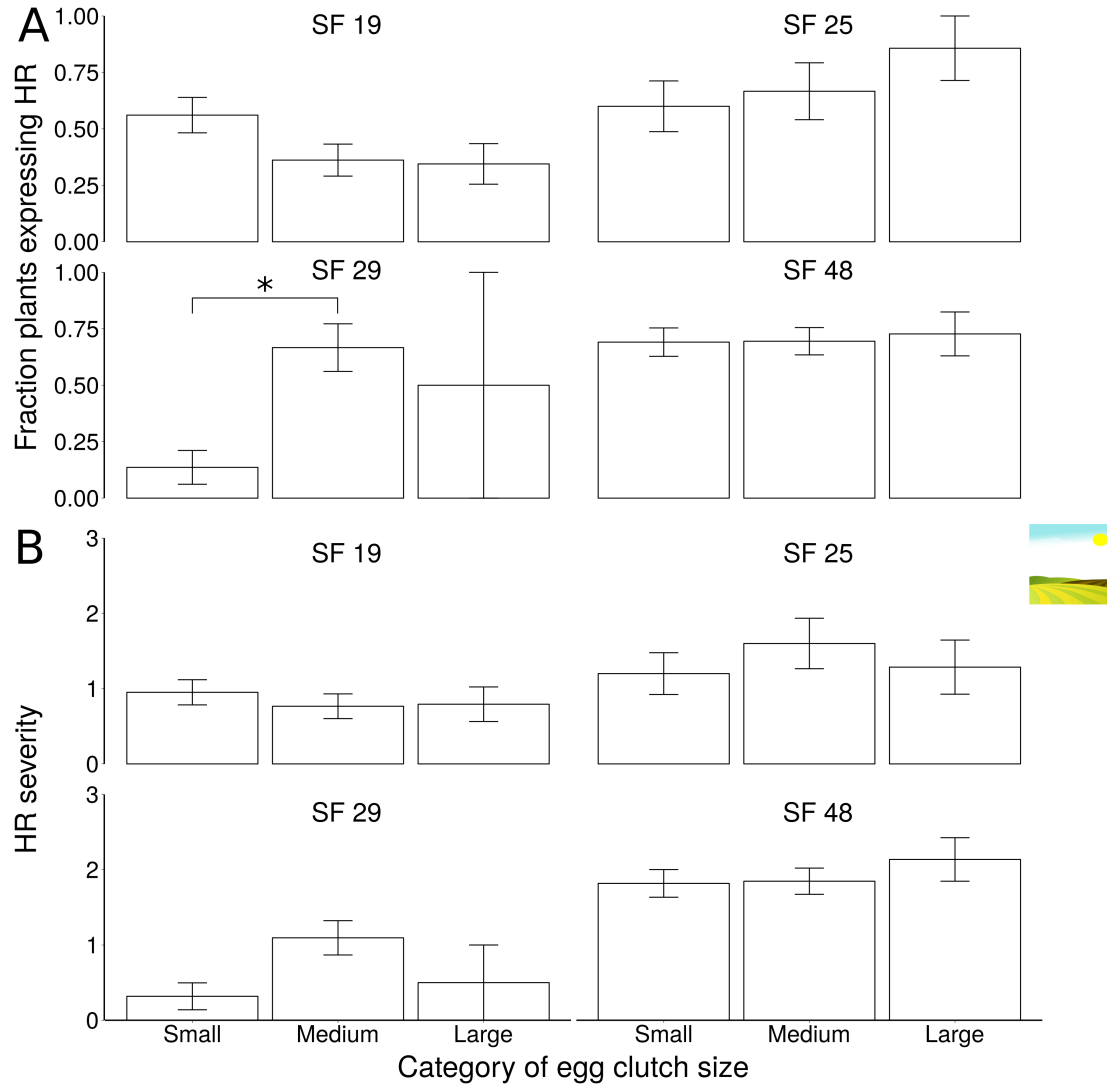 A
Fraction plants expressing HR
SF 19
SF 25
1.00
0.75
0.50
0.25
0.00
SF 29
SF 48
1.00
*
0.75
0.50
0.25
0.00
B
HR severity
SF 19
SF 25
3
2
1
0
SF 29
SF 48
3
2
1
0
Small Medium Large Small Medium Large
Category of egg clutch size